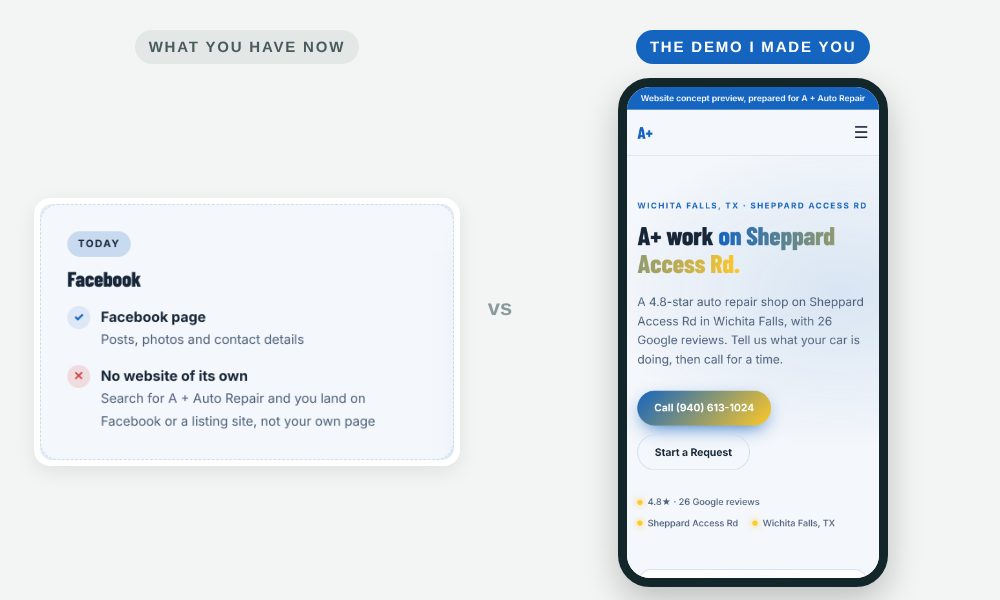 WHAT YOU HAVE NOW
TODAY
Facebook
Facebook page
Posts, photos and contact details
No website of its own
Search for A + Auto Repair and you land on
Facebook or a listing site, not your own page
vs
THE DEMO I MADE YOU
Website concept preview, prepared for A + Auto Repair
A+
WICHITA FALLS, TX · SHEPPARD ACCESS RD
A+ work on Sheppard
Access Rd.
A 4.8-star auto repair shop on Sheppard
Access Rd in Wichita Falls, with 26
Google reviews. Tell us what your car is
doing, then call for a time.
Call (940) 613-1024
Start a Request
4.8★ · 26 Google reviews
Sheppard Access Rd Wichita Falls, TX